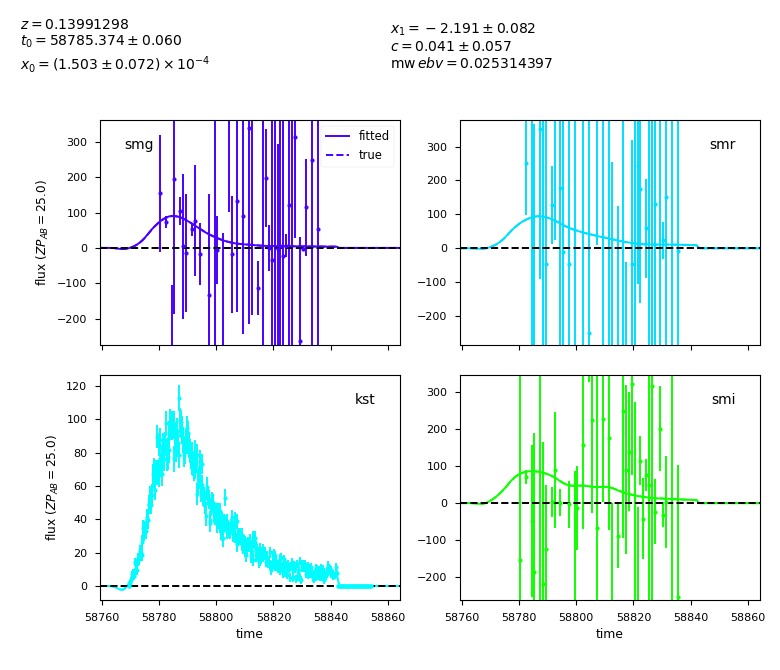 z = 0.13991298
t₀ = 58785.374 ± 0.060
x₀ = (1.503 ± 0.072) × 10⁻⁴
x₁ = −2.191 ± 0.082
c = 0.041 ± 0.057
mw ebv = 0.025314397
smg
fitted
true
300
200
100
0
−100
−200
flux (ZP_AB = 25.0)
smr
300
200
100
0
−100
−200
kst
120
100
80
60
40
20
0
flux (ZP_AB = 25.0)
58760 58780 58800 58820 58840 58860
time
smi
300
200
100
0
−100
−200
58760 58780 58800 58820 58840 58860
time